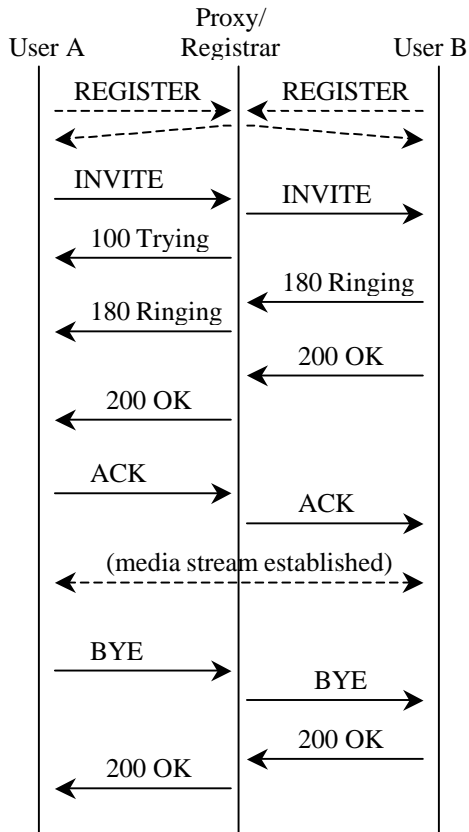 Proxy/
User A Registrar User B
REGISTER REGISTER
INVITE
INVITE
100 Trying
180 Ringing
180 Ringing
200 OK
200 OK
ACK
ACK
(media stream established)
BYE
BYE
200 OK
200 OK